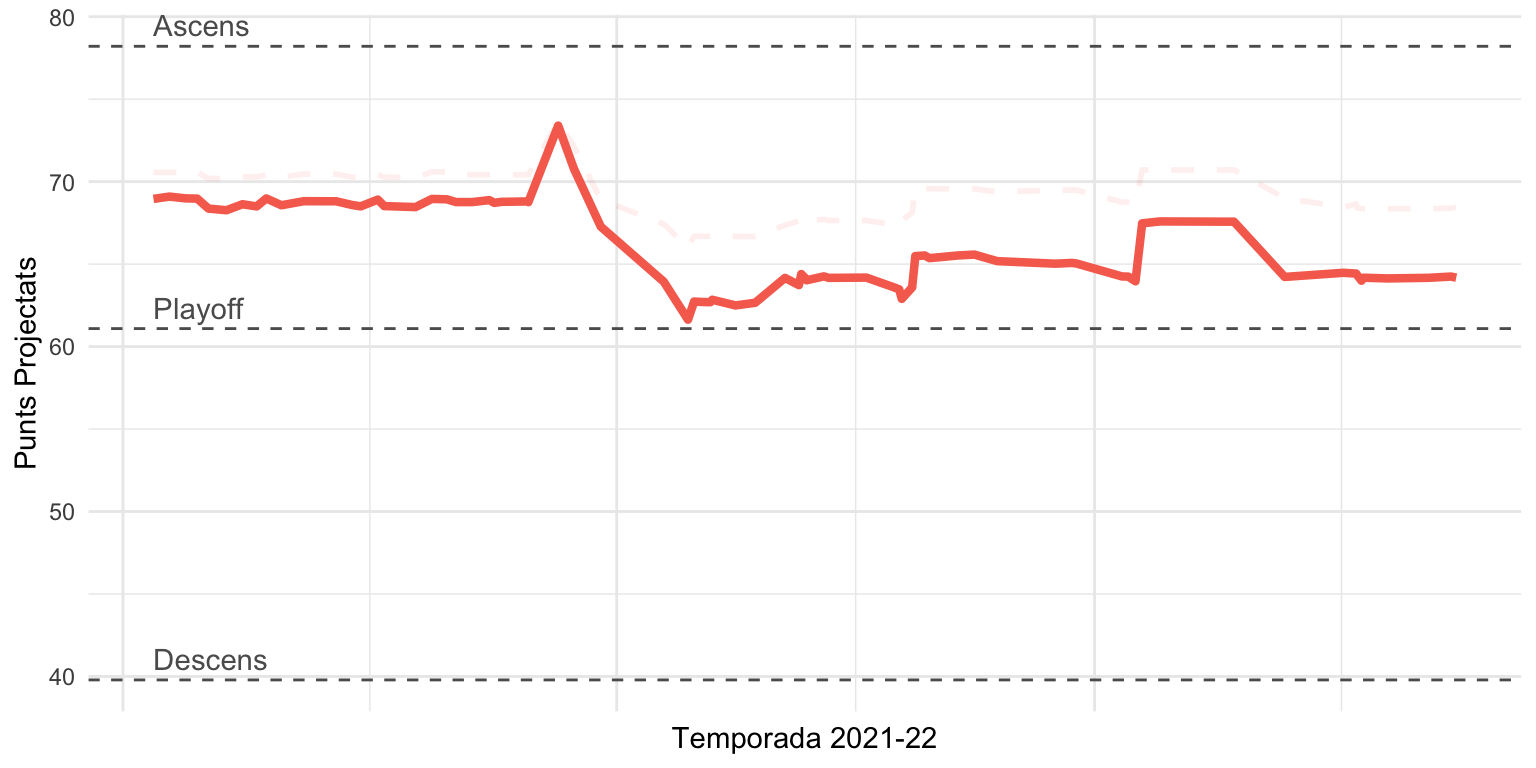 80
Ascens
70
Playoff
60
50
Descens
40
Punts Projectats
Temporada 2021-22